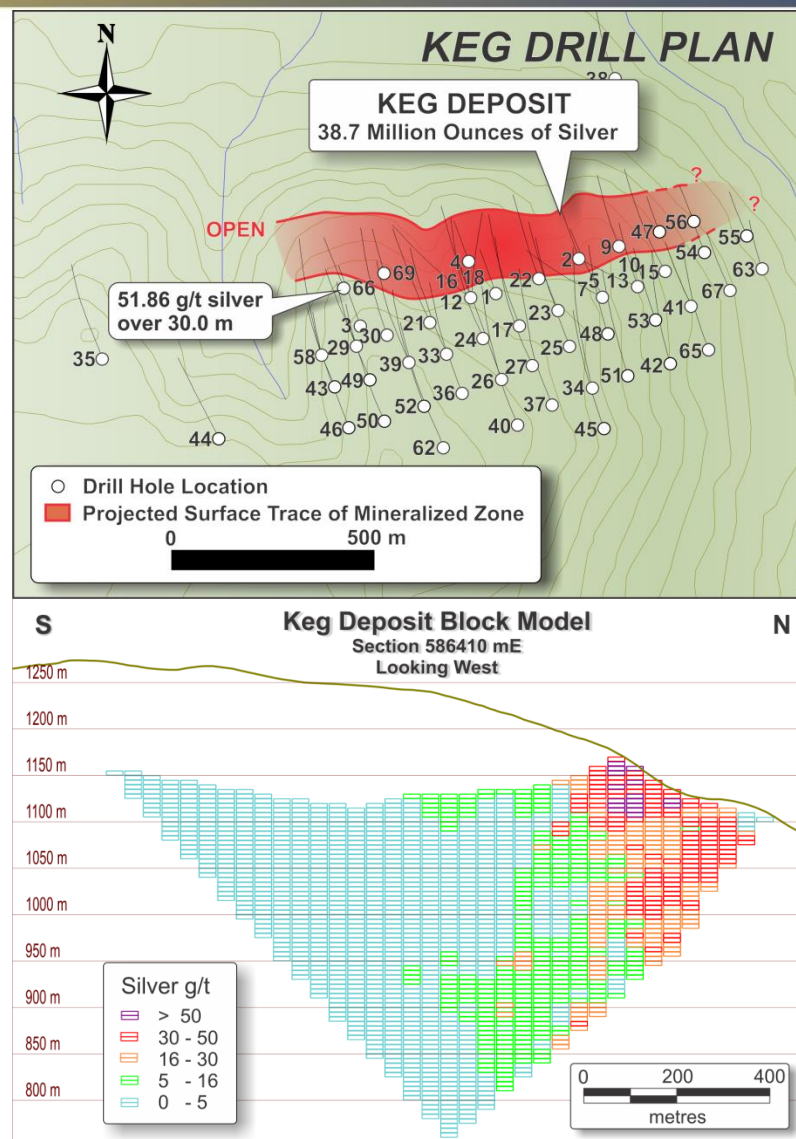 KEG DRILL PLAN
N
38
KEG DEPOSIT
38.7 Million Ounces of Silver
OPEN
?
?
47
56
55
9
54
2
4
69
66
16
18
22
10
15
63
51.86 g/t silver
over 30.0 m
12
1
5
7
13
67
3
30
21
17
23
41
53
29
24
48
35
58
39
33
25
65
27
42
43
49
26
51
36
34
52
37
46
50
40
45
44
62
Drill Hole Location
Projected Surface Trace of Mineralized Zone
0
500 m
S
Keg Deposit Block Model
N
Section 586410 mE
Looking West
1250 m
1200 m
1150 m
1100 m
1050 m
1000 m
950 m
900 m
850 m
800 m
Silver g/t
> 50
30 - 50
16 - 30
5 - 16
0 - 5
0 200 400
metres